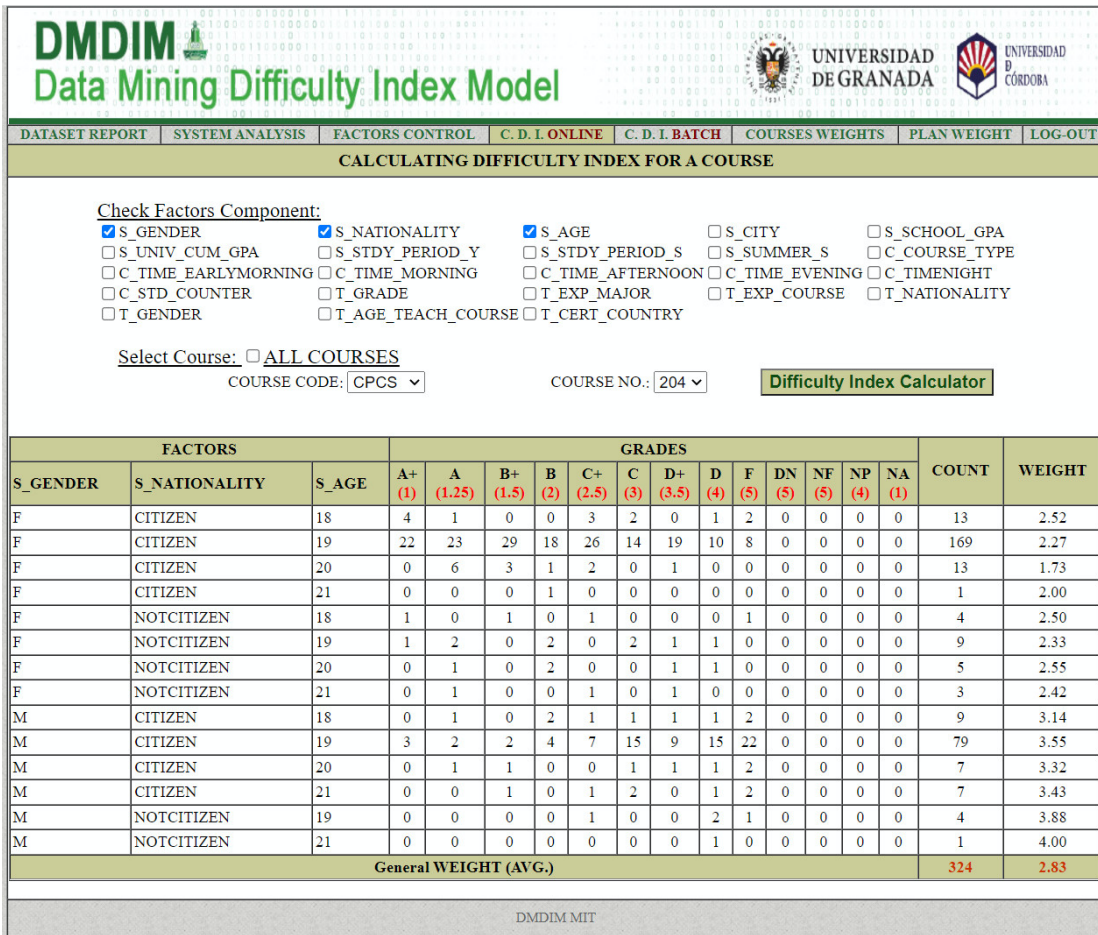 DMDIM
Data Mining Difficulty Index Model
UNIVERSIDAD
DE GRANADA
UNIVERSIDAD
D
CÓRDOBA
DATASET REPORT SYSTEM ANALYSIS FACTORS CONTROL C. D. I. ONLINE C. D. I. BATCH COURSES WEIGHTS PLAN WEIGHT LOG-OUT
CALCULATING DIFFICULTY INDEX FOR A COURSE
Check Factors Component:
S_GENDER S_NATIONALITY S_AGE S_CITY S_SCHOOL_GPA
S_UNIV_CUM_GPA S_STDY_PERIOD_Y S_STDY_PERIOD_S S_SUMMER_S C_COURSE_TYPE
C_TIME_EARLYMORNING C_TIME_MORNING C_TIME_AFTERNOON C_TIME_EVENING C_TIMENIGHT
C_STD_COUNTER T_GRADE T_EXP_MAJOR T_EXP_COURSE T_NATIONALITY
T_GENDER T_AGE_TEACH_COURSE T_CERT_COUNTRY
Select Course: ALL COURSES
COURSE CODE: CPCS COURSE NO.: 204 Difficulty Index Calculator
FACTORS GRADES COUNT WEIGHT
S_GENDER S_NATIONALITY S_AGE A+ A B+ B C+ C D+ D F DN NF NP NA
(1) (1.25) (1.5) (2) (2.5) (3) (3.5) (4) (5) (5) (5) (4) (1)
F CITIZEN 18 4 1 0 0 3 2 0 1 2 0 0 0 0 13 2.52
F CITIZEN 19 22 23 29 18 26 14 19 10 8 0 0 0 0 169 2.27
F CITIZEN 20 0 6 3 1 2 0 1 0 0 0 0 0 0 13 1.73
F CITIZEN 21 0 0 0 1 0 0 0 0 0 0 0 0 0 1 2.00
F NOTCITIZEN 18 1 0 1 0 1 0 0 0 1 0 0 0 0 4 2.50
F NOTCITIZEN 19 1 2 0 2 0 2 1 1 0 0 0 0 0 9 2.33
F NOTCITIZEN 20 0 1 0 2 0 0 1 1 0 0 0 0 0 5 2.55
F NOTCITIZEN 21 0 1 0 0 1 0 1 0 0 0 0 0 0 3 2.42
M CITIZEN 18 0 1 0 2 1 1 1 1 2 0 0 0 0 9 3.14
M CITIZEN 19 3 2 2 4 7 15 9 15 22 0 0 0 0 79 3.55
M CITIZEN 20 0 1 1 0 0 1 1 1 2 0 0 0 0 7 3.32
M CITIZEN 21 0 0 1 0 1 2 0 1 2 0 0 0 0 7 3.43
M NOTCITIZEN 19 0 0 0 0 1 0 0 2 1 0 0 0 0 4 3.88
M NOTCITIZEN 21 0 0 0 0 0 0 0 1 0 0 0 0 0 1 4.00
General WEIGHT (AVG.) 324 2.83
DMDIM MIT